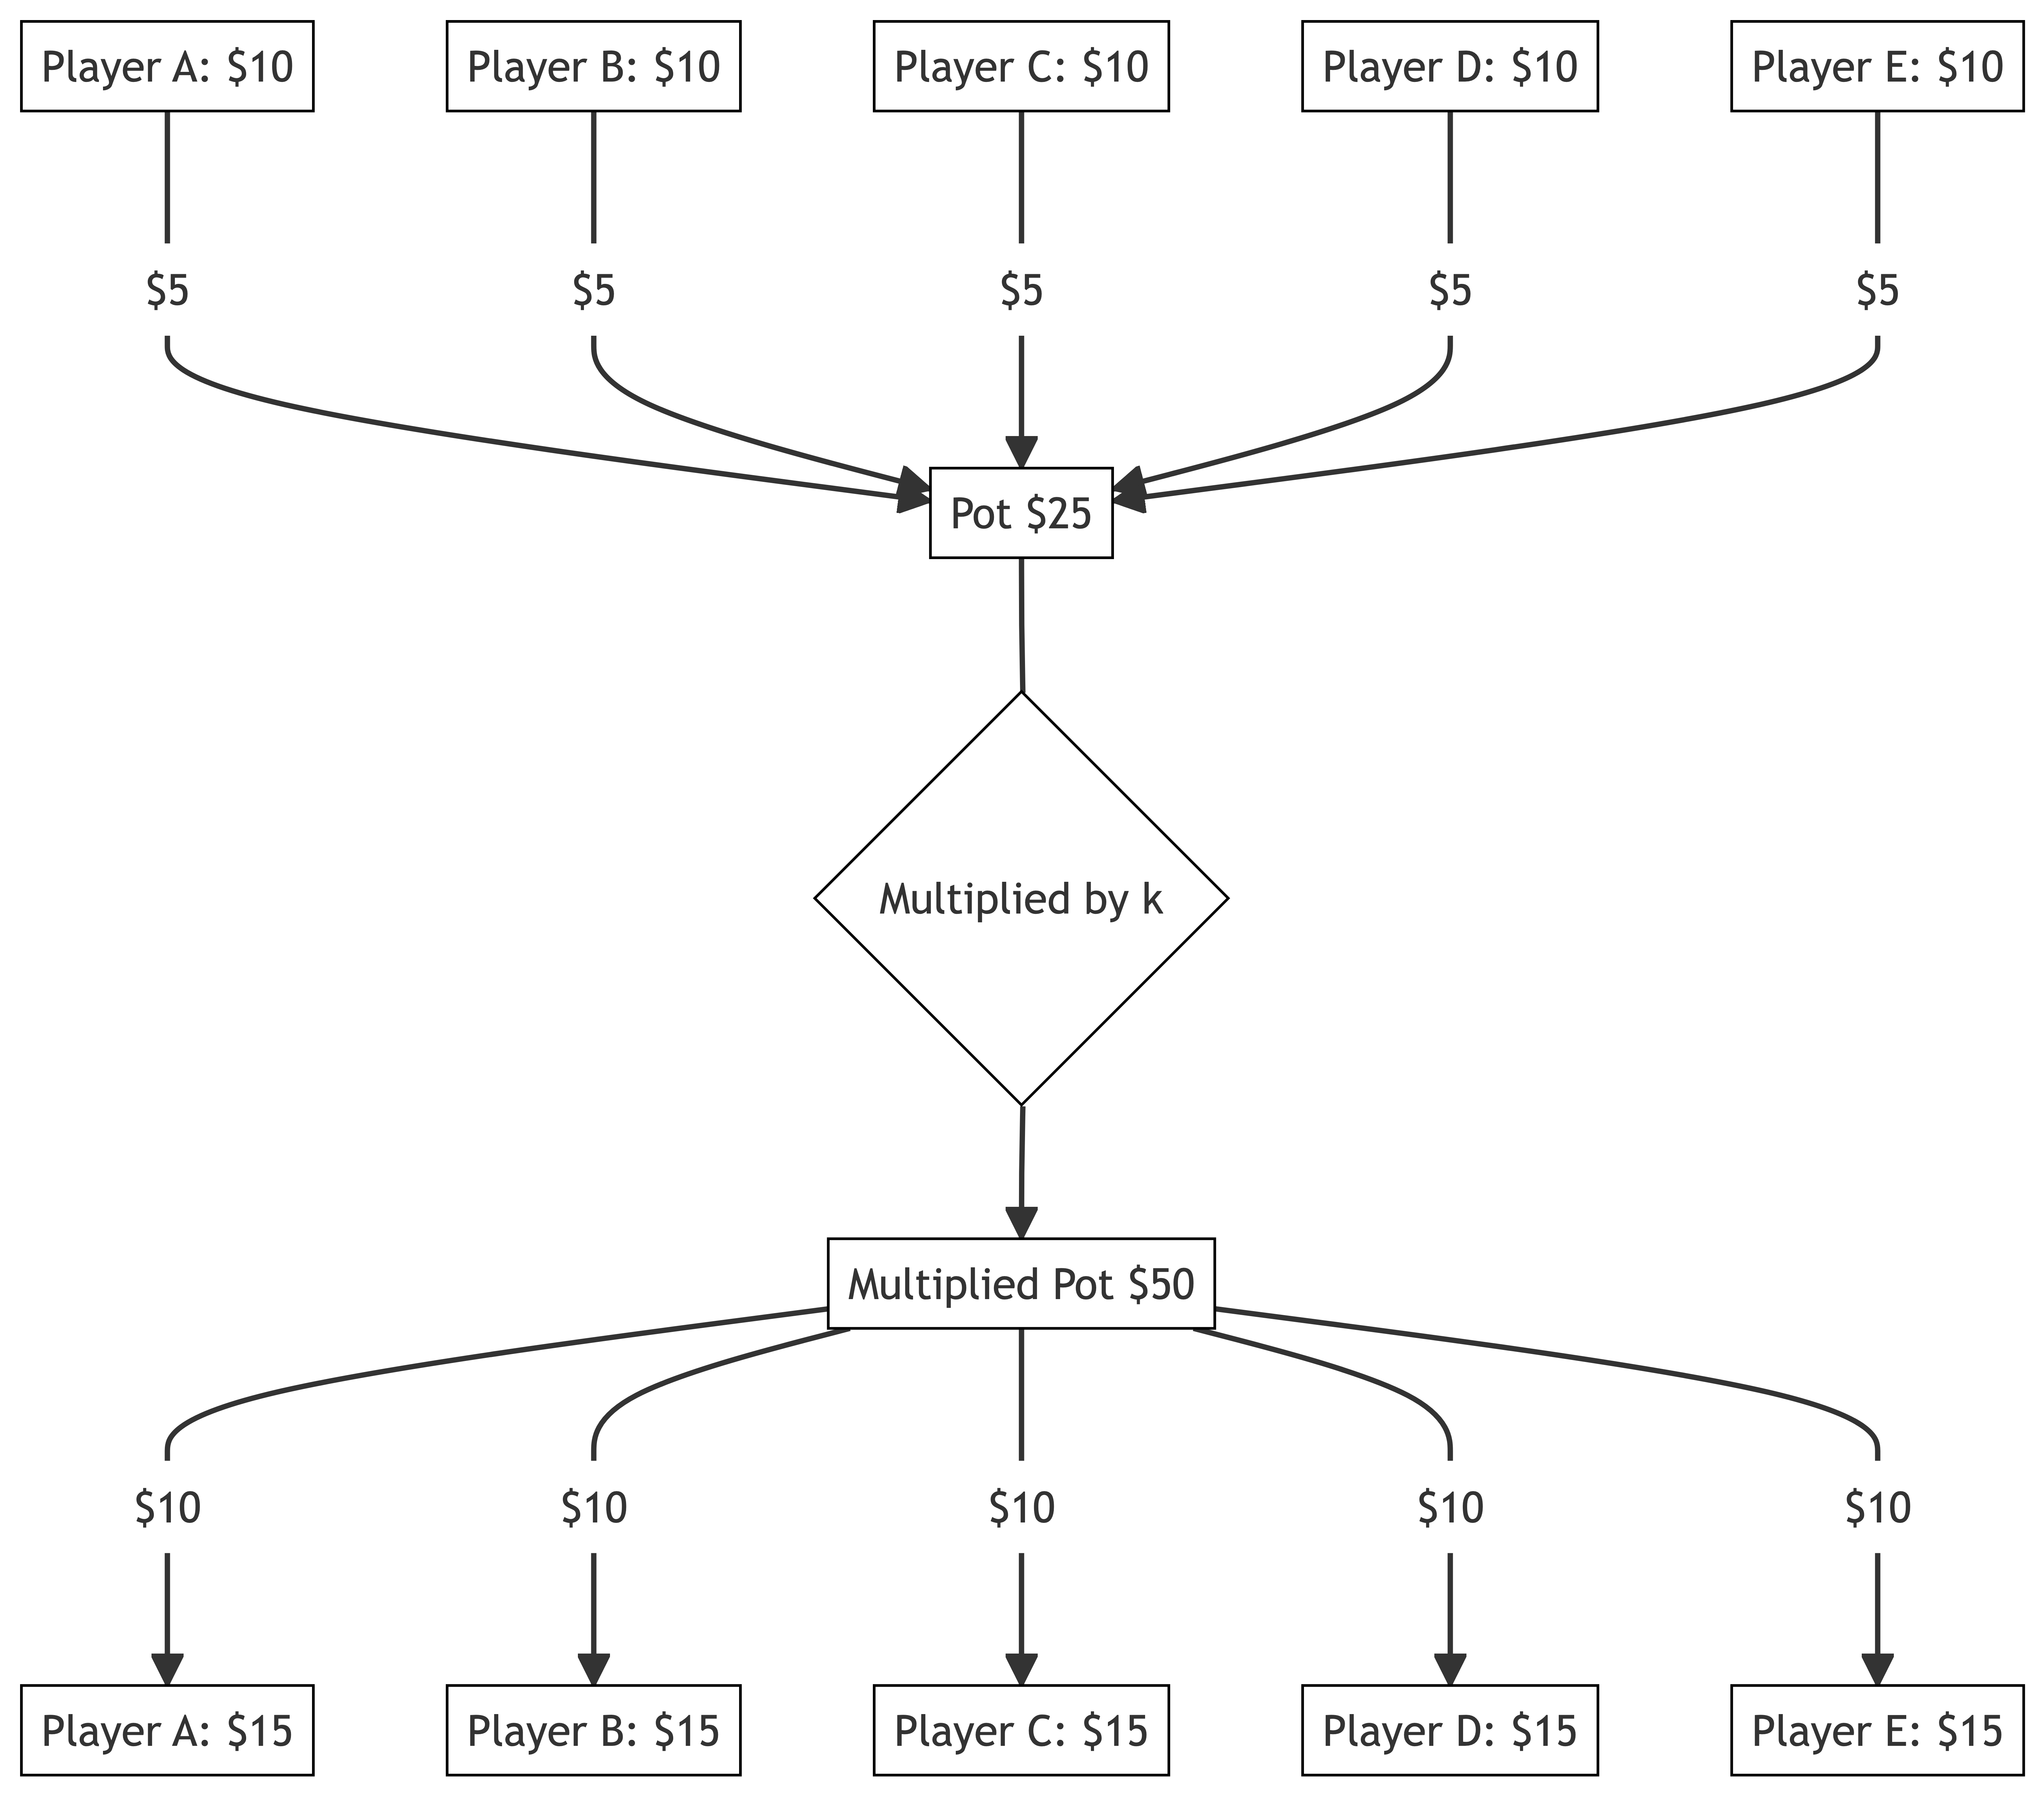 Player A: $10
Player B: $10
Player C: $10
Player D: $10
Player E: $10
$5
$5
$5
$5
$5
Pot $25
Multiplied by k
Multiplied Pot $50
$10
$10
$10
$10
$10
Player A: $15
Player B: $15
Player C: $15
Player D: $15
Player E: $15